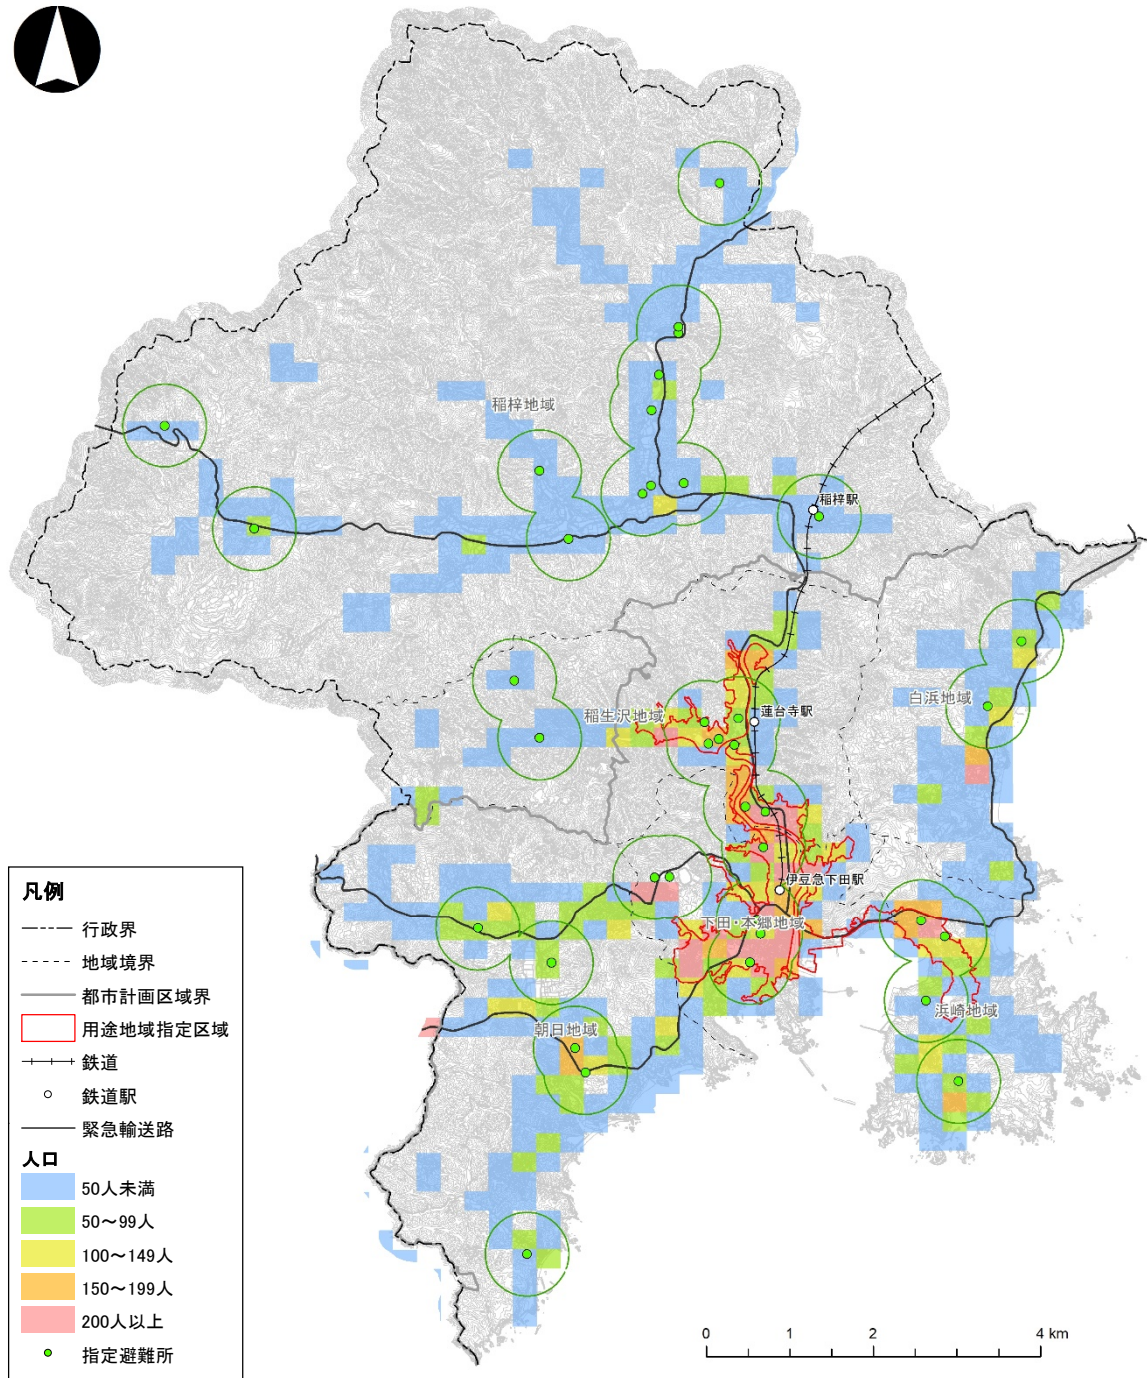 稲梓地域
稲梓駅
白浜地域
稲生沢地域
蓮台寺駅
伊豆急下田駅
下田・本郷地域
浜崎地域
朝日地域
凡例
行政界
地域境界
都市計画区域界
用途地域指定区域
鉄道
鉄道駅
緊急輸送路
人口
50人未満
50～99人
100～149人
150～199人
200人以上
指定避難所
0 1 2 4 km